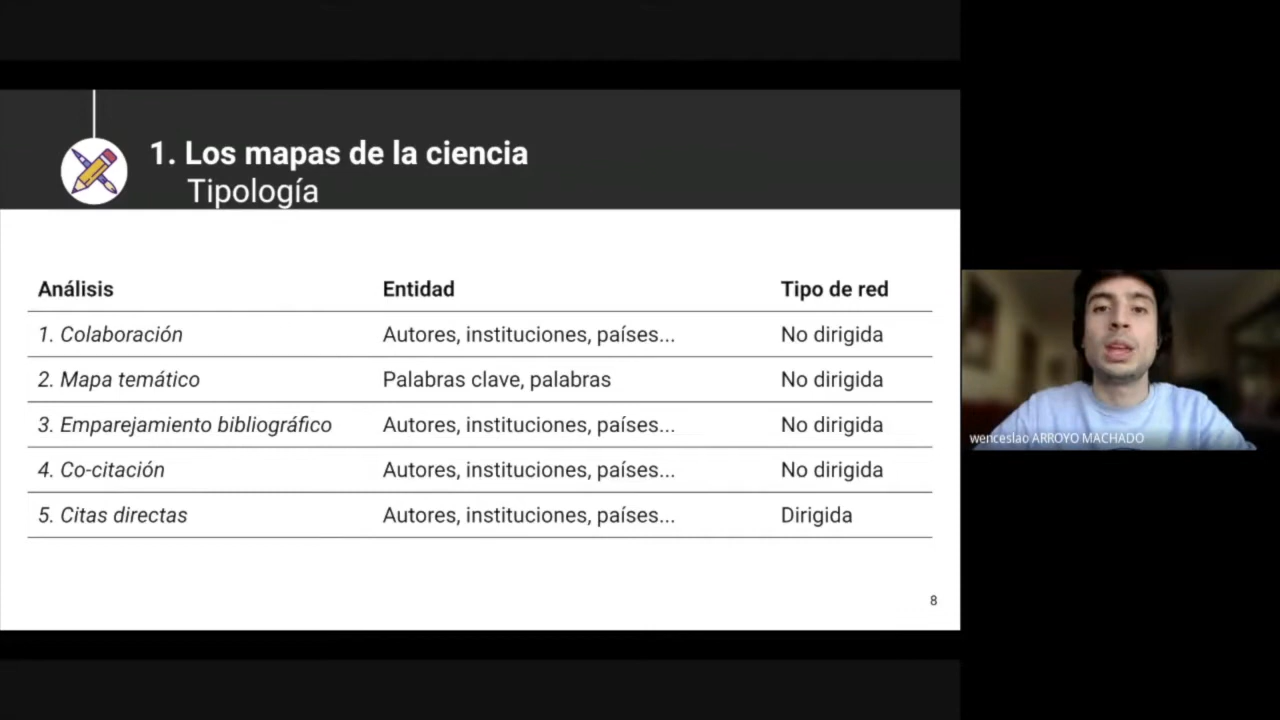 1. Los mapas de la ciencia
Tipología
Análisis Entidad Tipo de red
1. Colaboración Autores, instituciones, países... No dirigida
2. Mapa temático Palabras clave, palabras No dirigida
3. Emparejamiento bibliográfico Autores, instituciones, países... No dirigida
4. Co-citación Autores, instituciones, países... No dirigida
5. Citas directas Autores, instituciones, países... Dirigida
8
wenceslao ARROYO MACHADO